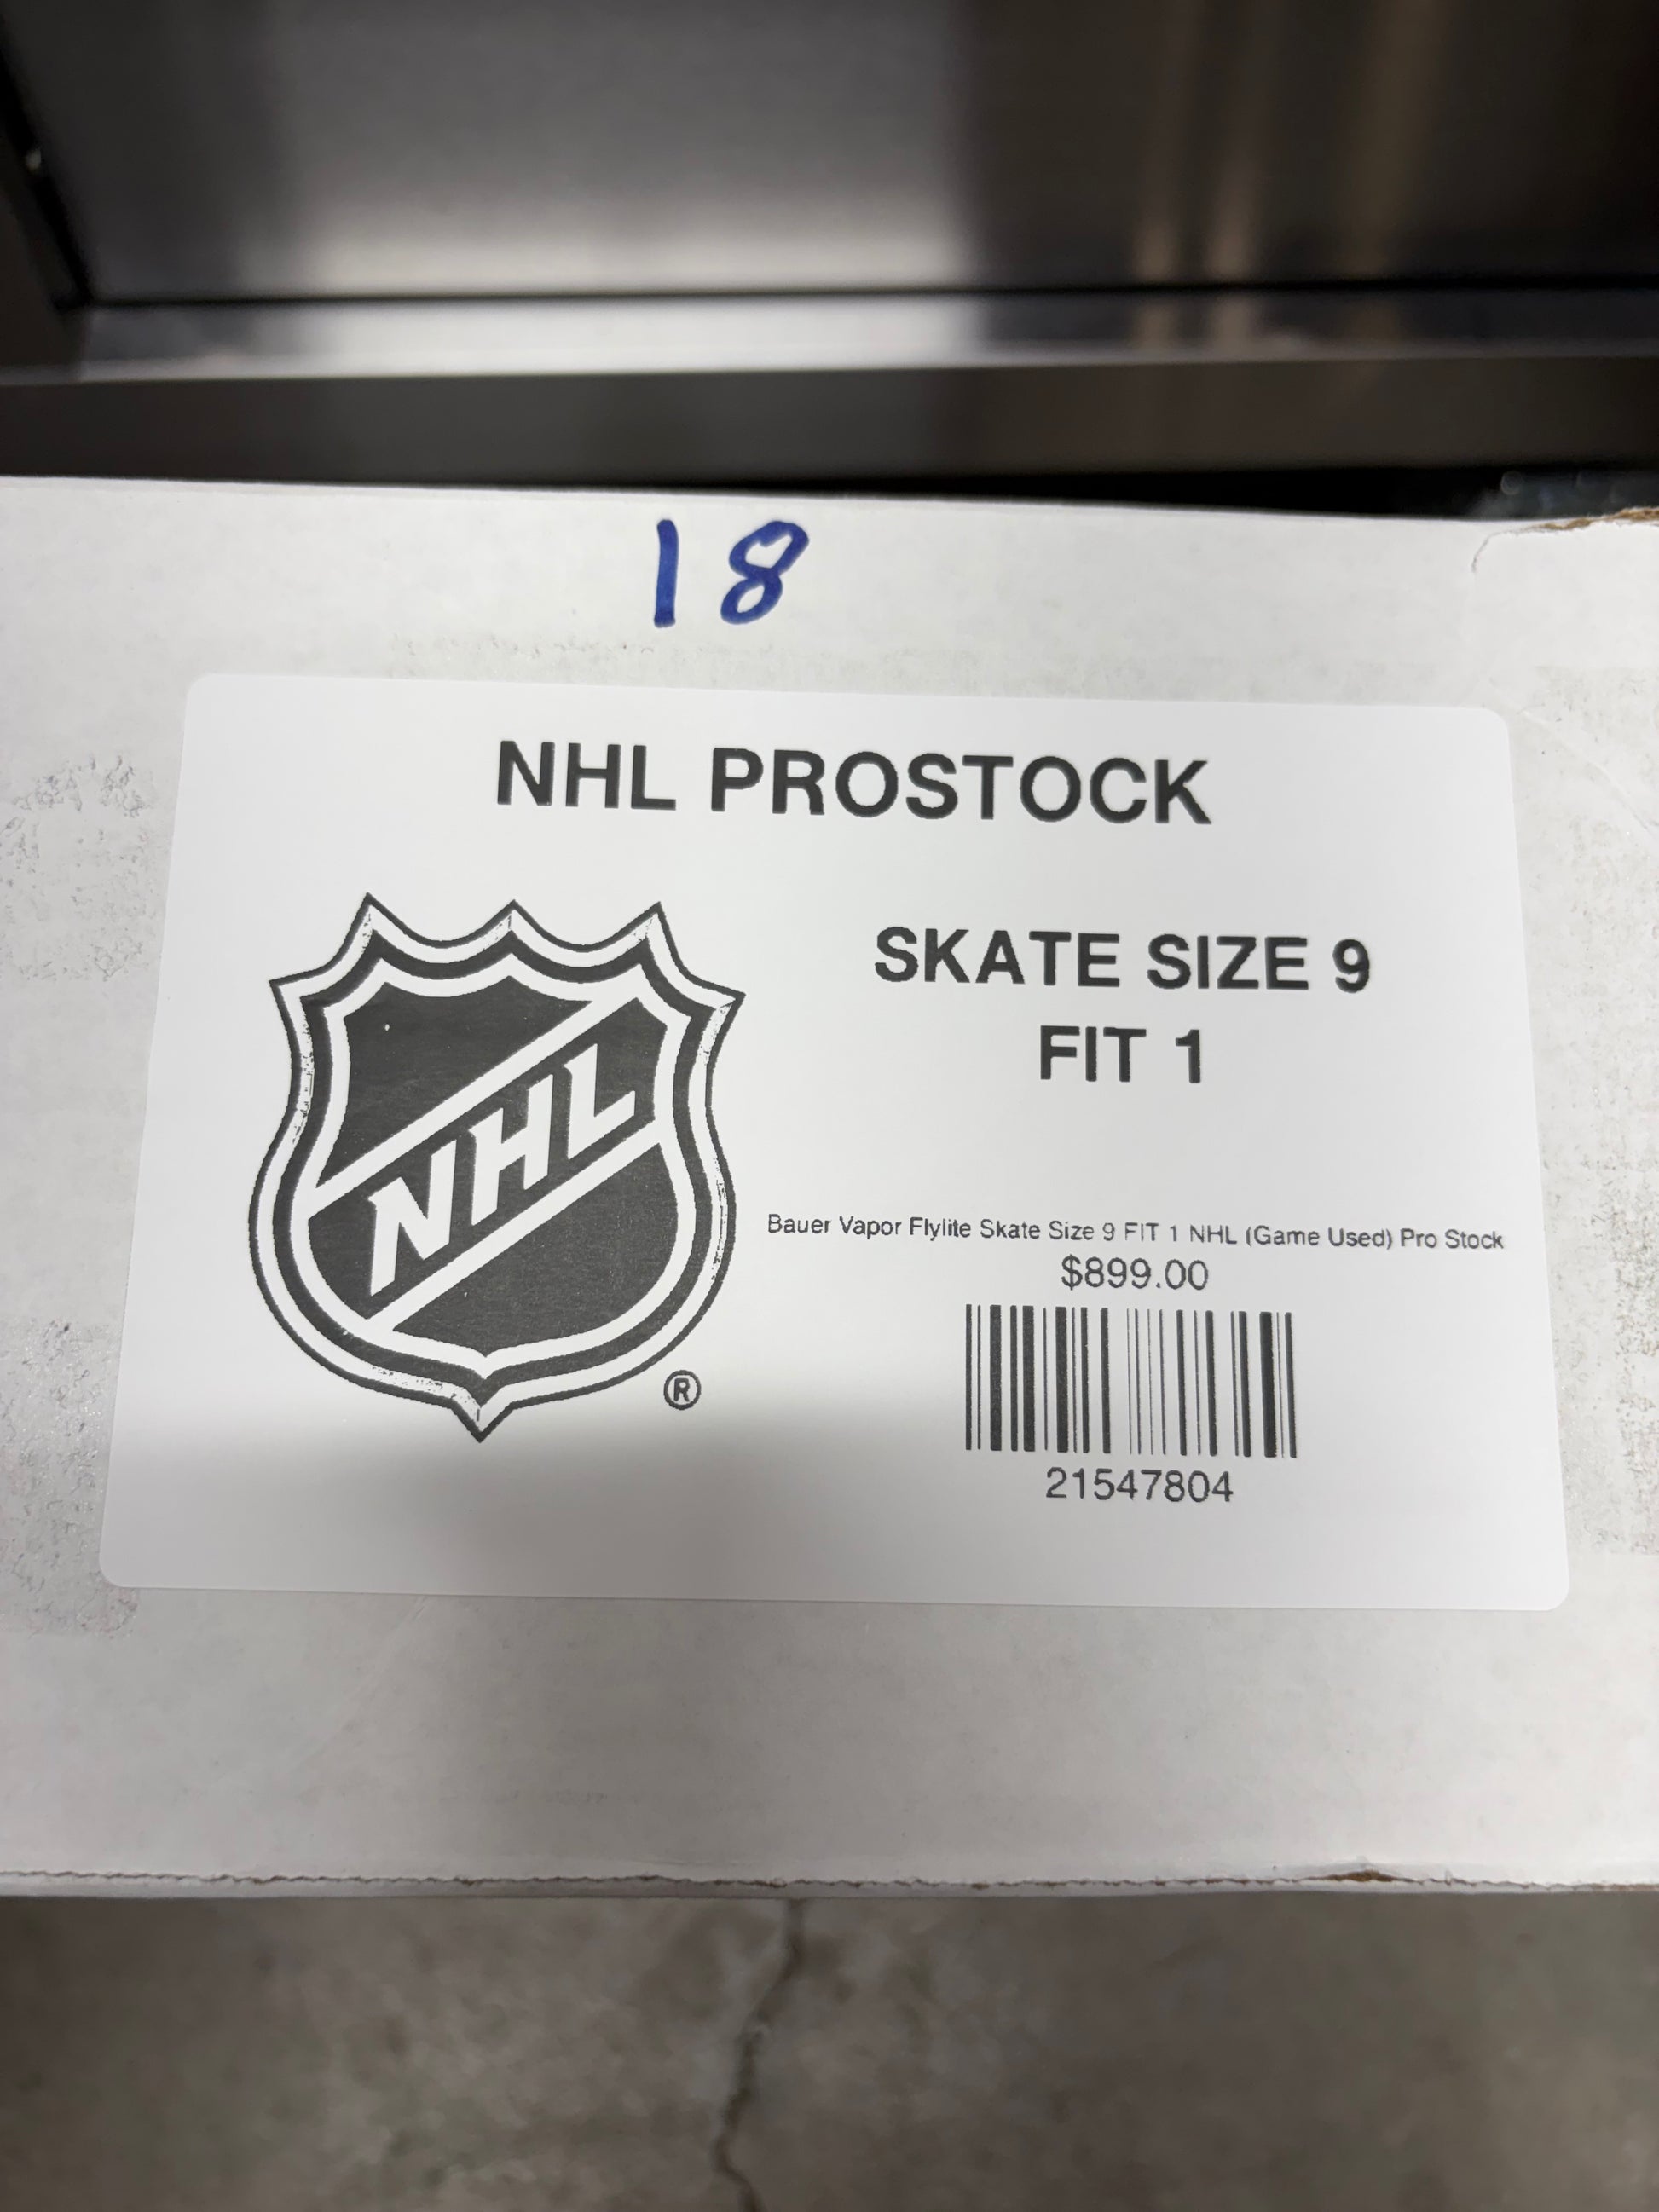 18
NHL PROSTOCK
NHL
®
SKATE SIZE 9
FIT 1
Bauer Vapor Flylite Skate Size 9 FIT 1 NHL (Game Used) Pro Stock
$899.00
21547804